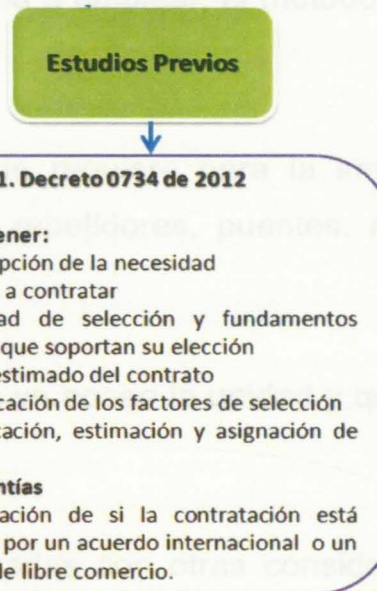 Estudios Previos
1. Decreto 0734 de 2012
ener:
pción de la necesidad
a contratar
ad de selección y fundamentos
que soportan su elección
estimado del contrato
cación de los factores de selección
cación, estimación y asignación de
ntías
ación de si la contratación está
por un acuerdo internacional o un
de libre comercio.